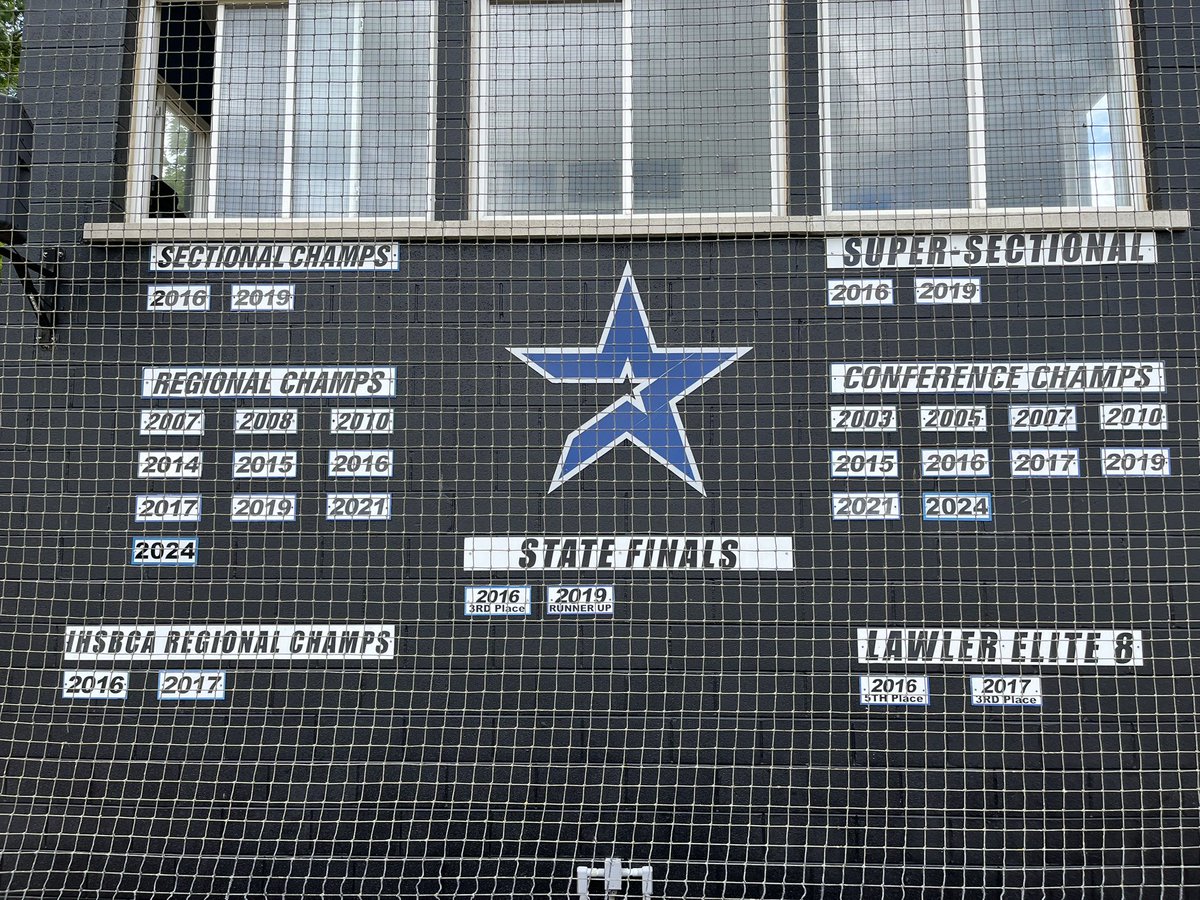 SECTIONAL CHAMPS
2016 2019
SUPER-SECTIONAL
2016 2019
REGIONAL CHAMPS
2007 2008 2010
2014 2015 2016
2017 2019 2021
2024
CONFERENCE CHAMPS
2003 2005 2007 2010
2015 2016 2017 2019
2021 2024
STATE FINALS
2016 2019
3RD Place RUNNER UP
IHSBCA REGIONAL CHAMPS
2016 2017
LAWLER ELITE 8
2016 2017
5TH Place 3RD Place